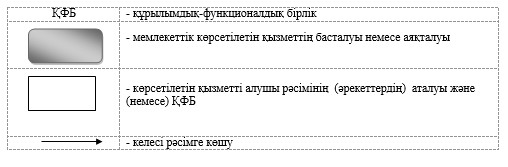 ҚФБ - құрылымдық-функционалдық бірлік
- мемлекеттік көрсетілетін қызметтің басталуы немесе аяқталуы
- көрсетілетін қызметті алушы рәсімінің (әрекеттердің) аталуы және
(немесе) ҚФБ
- келесі рәсімге көшу